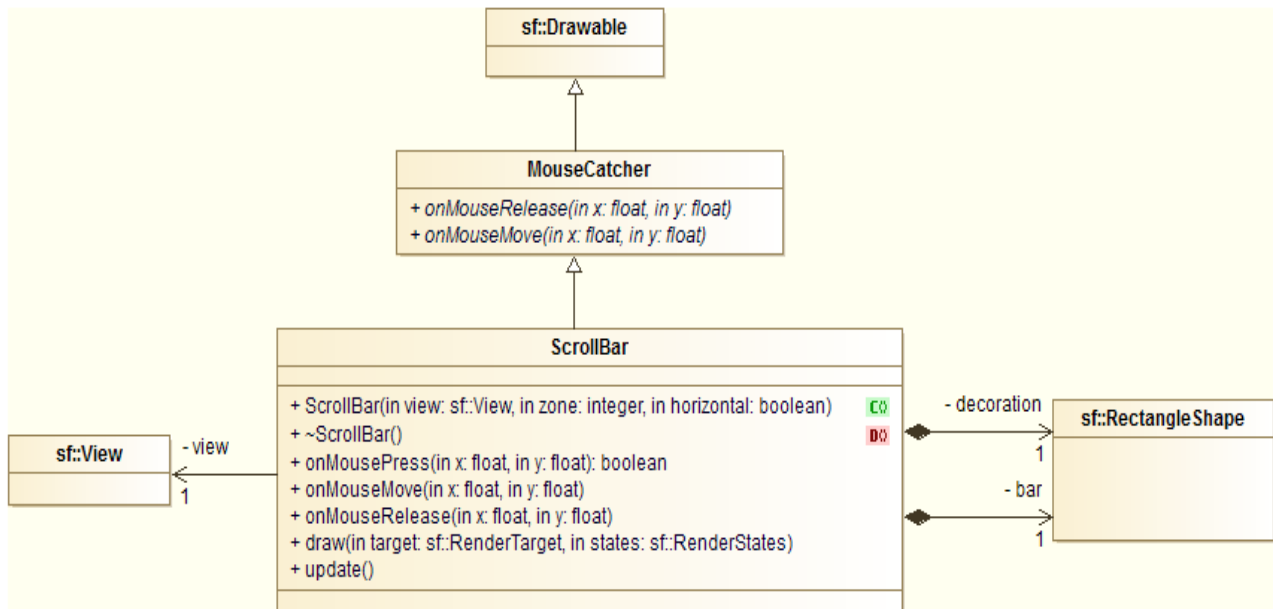 sf::Drawable
MouseCatcher
+ onMouseRelease(in x: float, in y: float)
+ onMouseMove(in x: float, in y: float)
ScrollBar
+ ScrollBar(in view: sf::View, in zone: integer, in horizontal: boolean)
C()
+ ~ScrollBar()
D()
+ onMousePress(in x: float, in y: float): boolean
+ onMouseMove(in x: float, in y: float)
+ onMouseRelease(in x: float, in y: float)
+ draw(in target: sf::RenderTarget, in states: sf::RenderStates)
+ update()
sf::View
- view
1
- decoration
1
- bar
1
sf::RectangleShape